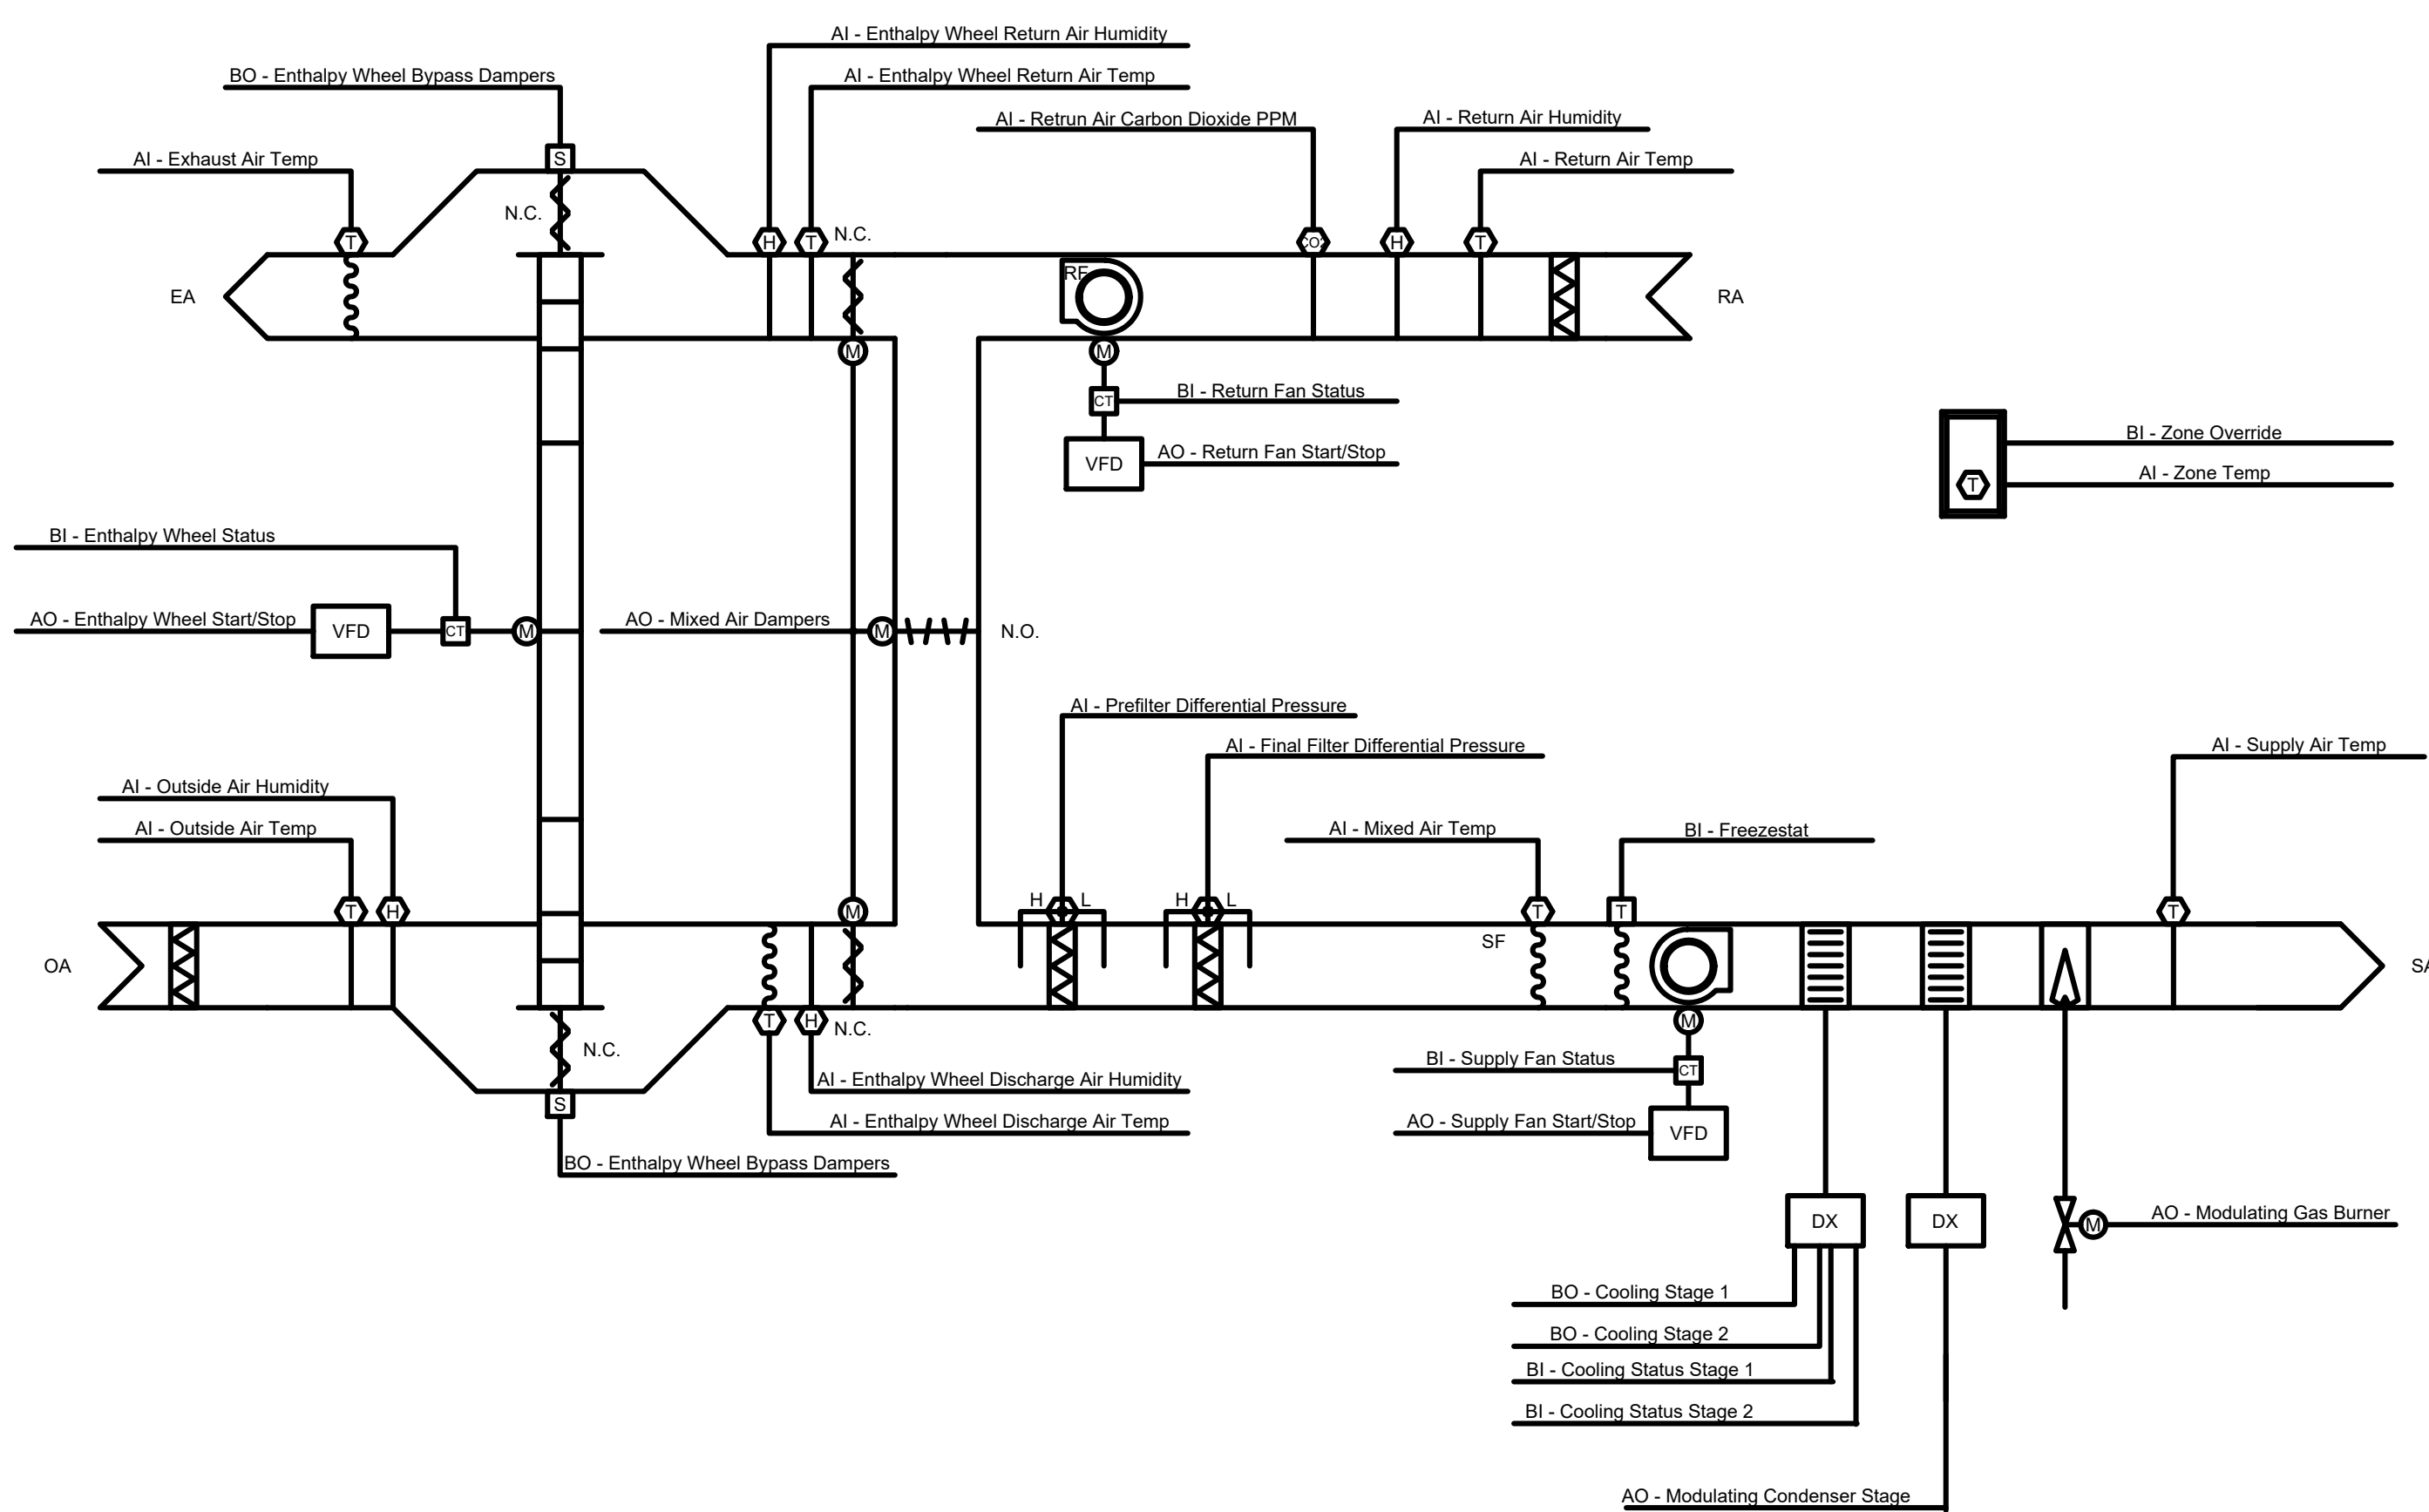 AI - Enthalpy Wheel Return Air Humidity
BO - Enthalpy Wheel Bypass Dampers
AI - Enthalpy Wheel Return Air Temp
AI - Retrun Air Carbon Dioxide PPM
AI - Return Air Humidity
AI - Exhaust Air Temp
S
AI - Return Air Temp
N.C.
T
H
T
N.C.
CO2
H
T
RF
EA
RA
M
M
BI - Return Fan Status
CT
BI - Zone Override
VFD
AO - Return Fan Start/Stop
AI - Zone Temp
T
BI - Enthalpy Wheel Status
AO - Enthalpy Wheel Start/Stop
VFD
CT
M
AO - Mixed Air Dampers
M
N.O.
AI - Prefilter Differential Pressure
AI - Final Filter Differential Pressure
AI - Supply Air Temp
AI - Outside Air Humidity
AI - Outside Air Temp
AI - Mixed Air Temp
BI - Freezestat
H
L
H
L
T
H
M
T
T
T
SF
OA
SA
T
H
N.C.
M
N.C.
BI - Supply Fan Status
CT
AI - Enthalpy Wheel Discharge Air Humidity
S
AI - Enthalpy Wheel Discharge Air Temp
AO - Supply Fan Start/Stop
VFD
BO - Enthalpy Wheel Bypass Dampers
DX
DX
M
AO - Modulating Gas Burner
BO - Cooling Stage 1
BO - Cooling Stage 2
BI - Cooling Status Stage 1
BI - Cooling Status Stage 2
AO - Modulating Condenser Stage